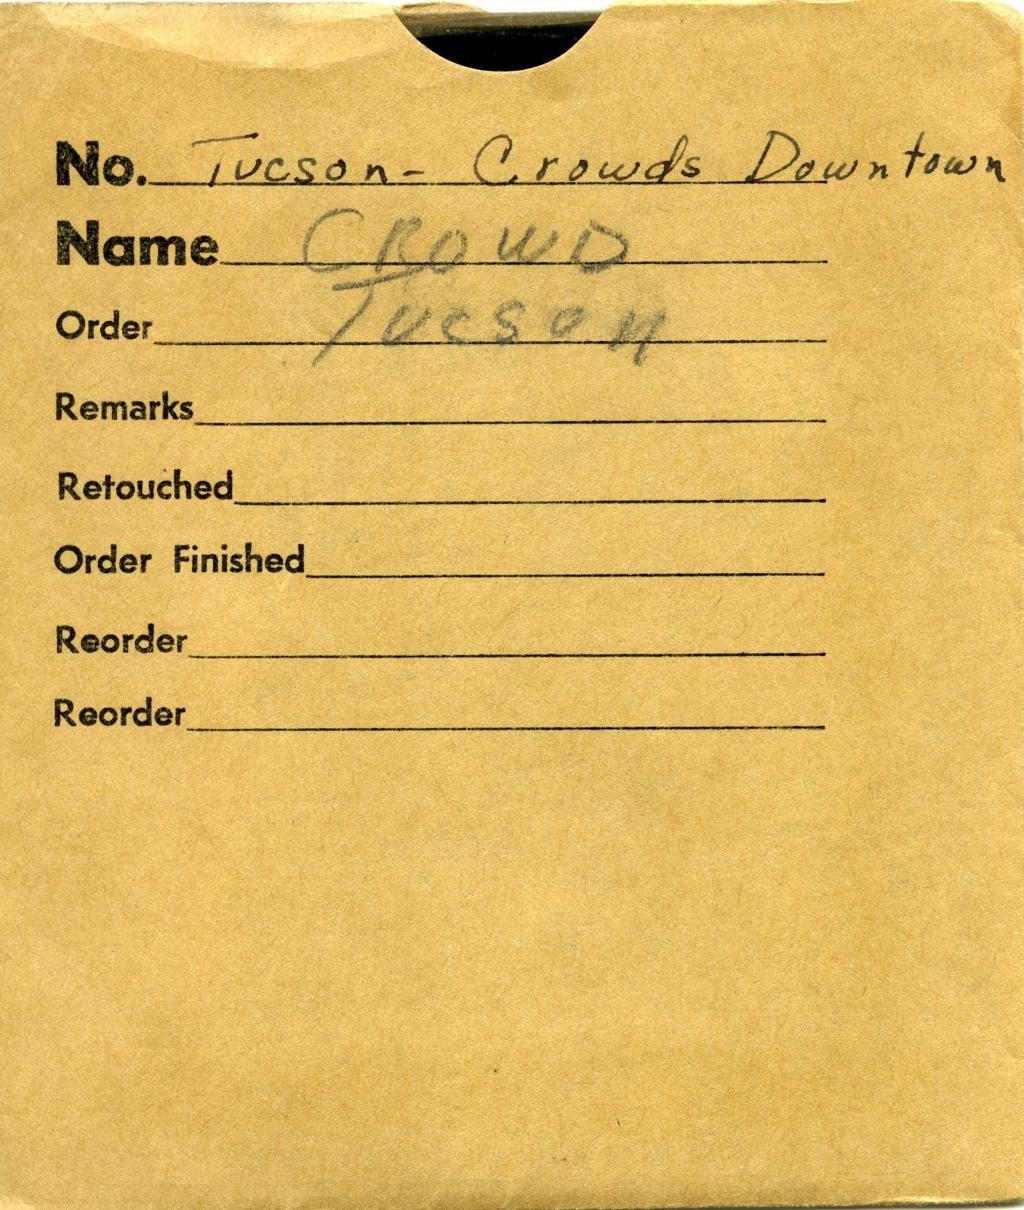 No. Tucson - Crowds Downtown
Name CROWD
Order Tucson
Remarks
Retouched
Order Finished
Reorder
Reorder